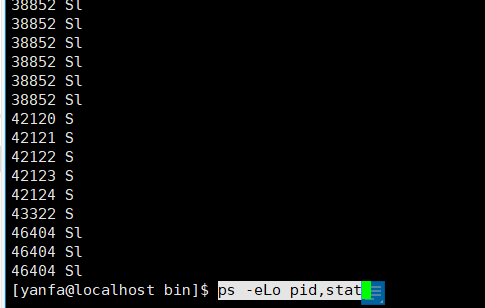 38852 Sl
38852 Sl
38852 Sl
38852 Sl
38852 Sl
38852 Sl
42120 S
42121 S
42122 S
42123 S
42124 S
43322 S
46404 Sl
46404 Sl
46404 Sl
[yanfa@localhost bin]$ ps -eLo pid,stat